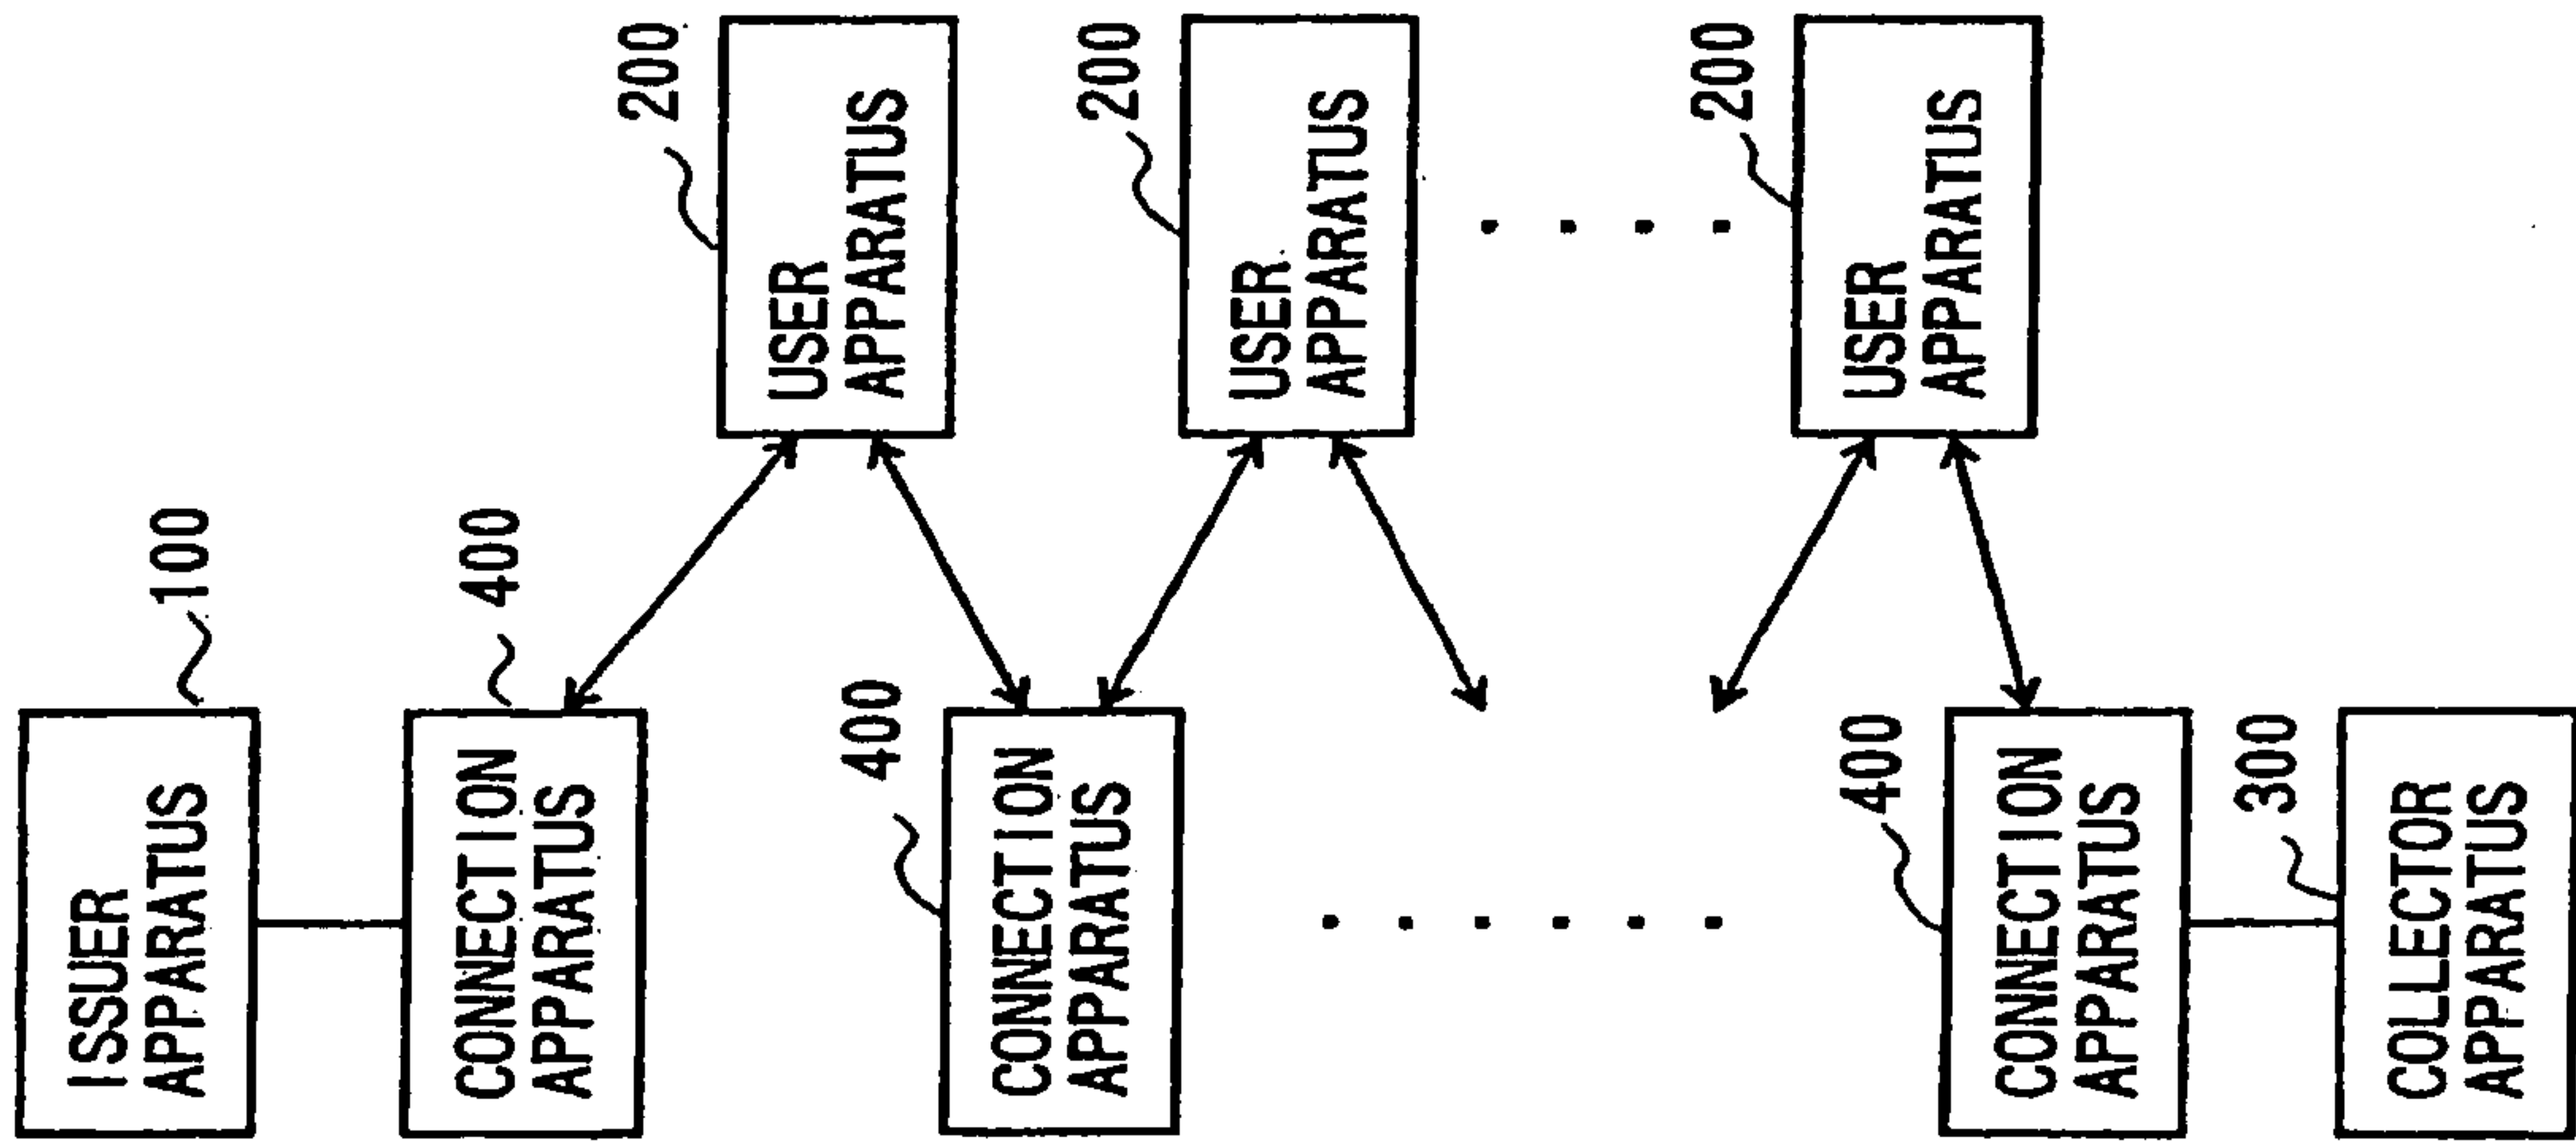 ISSUER
APPARATUS
100
CONNECTION
APPARATUS
400
200
USER
APPARATUS
400
CONNECTION
APPARATUS
200
USER
APPARATUS
200
USER
APPARATUS
400
CONNECTION
APPARATUS
300
COLLECTOR
APPARATUS